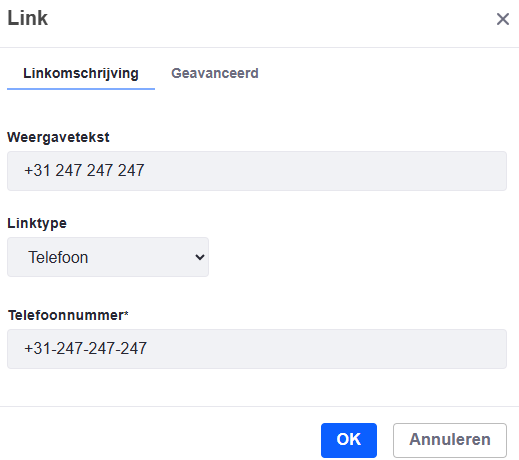 Link
Linkomschrijving Geavanceerd
Weergavetekst
+31 247 247 247
Linktype
Telefoon
Telefoonnummer*
+31-247-247-247
OK Annuleren